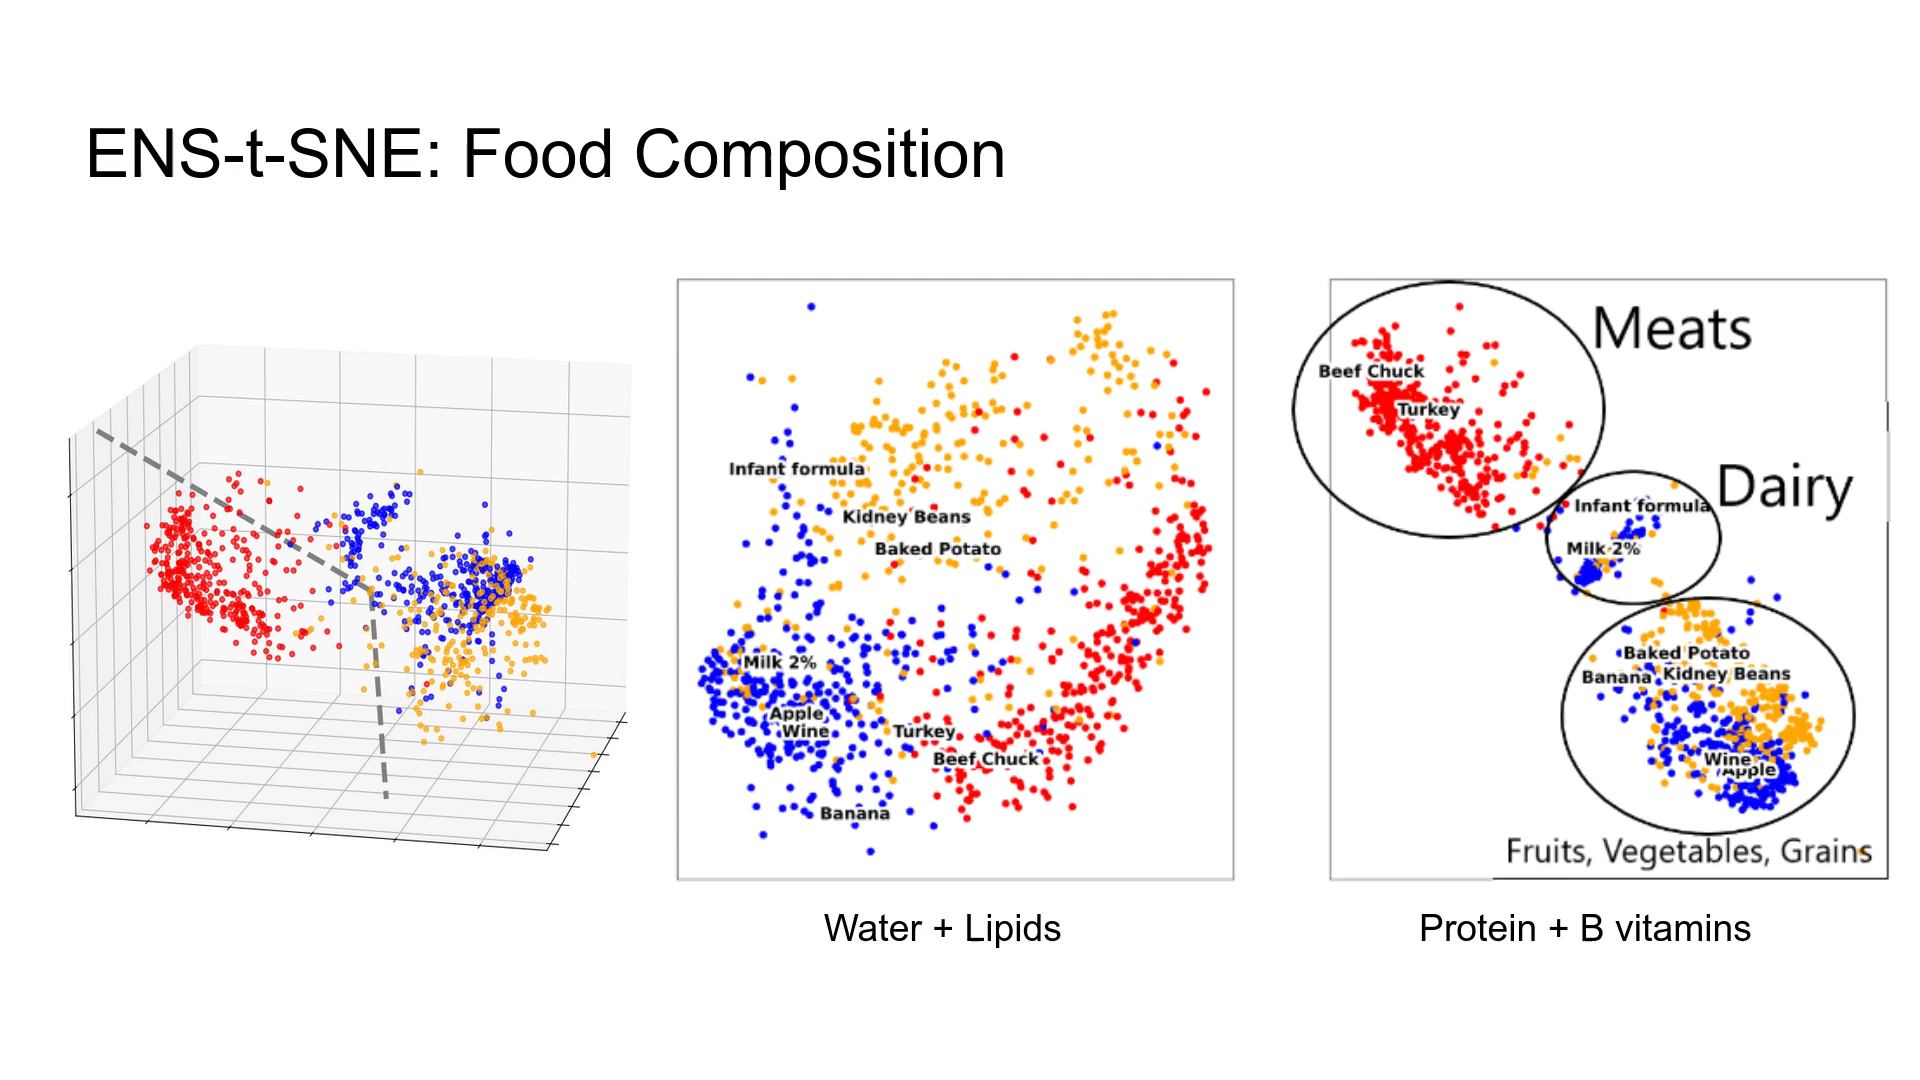 ENS-t-SNE: Food Composition
Infant formula
Kidney Beans
Baked Potato
Milk 2%
Apple
Wine
Turkey
Beef Chuck
Banana
Water + Lipids
Meats
Beef Chuck
Turkey
Dairy
Infant formula
Milk 2%
Baked Potato
Banana Kidney Beans
Wine
Apple
Fruits, Vegetables, Grains
Protein + B vitamins